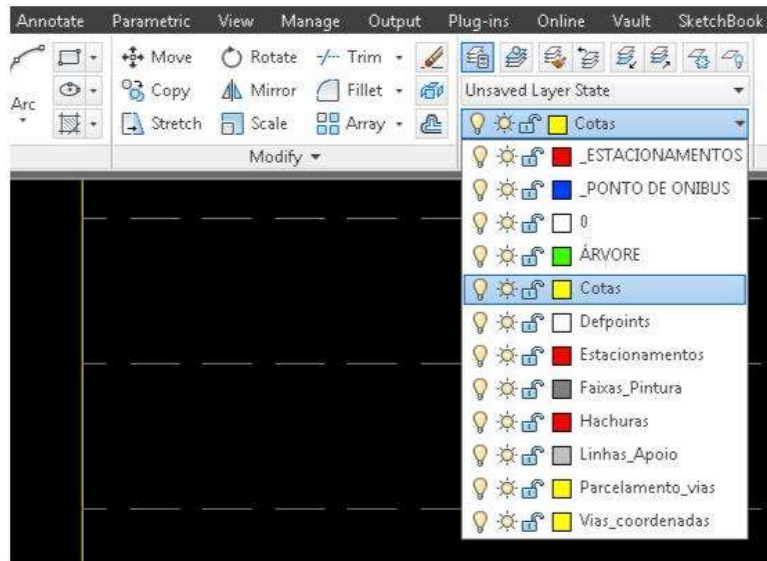 Annotate Parametric View Manage Output Plug-ins Online Vault SketchBook
Move Rotate Trim
Copy Mirror Fillet Unsaved Layer State
Arc
Stretch Scale Array Cotas
Modify
_ESTACIONAMENTOS
_PONTO DE ONIBUS
0
ÁRVORE
Cotas
Defpoints
Estacionamentos
Faixas_Pintura
Hachuras
Linhas_Apoio
Parcelamento_vias
Vias_coordenadas